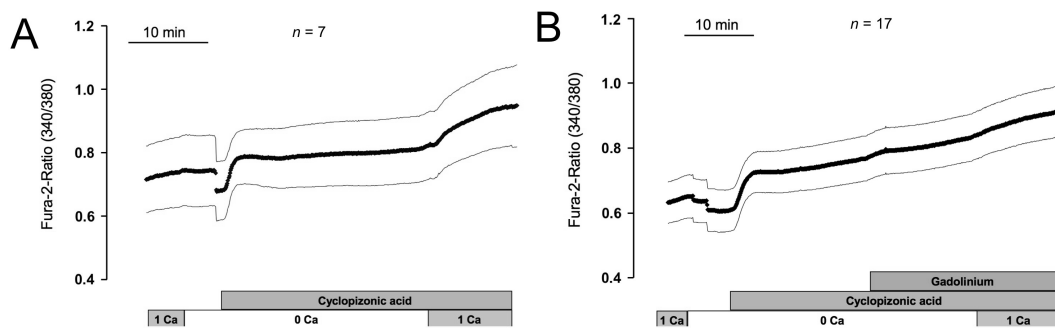 A
10 min
n = 7
Fura-2-Ratio (340/380)
1.2
1.0
0.8
0.6
0.4
Cyclopizonic acid
1 Ca
0 Ca
1 Ca
B
10 min
n = 17
Fura-2-Ratio (340/380)
1.2
1.0
0.8
0.6
0.4
Gadolinium
Cyclopizonic acid
1 Ca
0 Ca
1 Ca